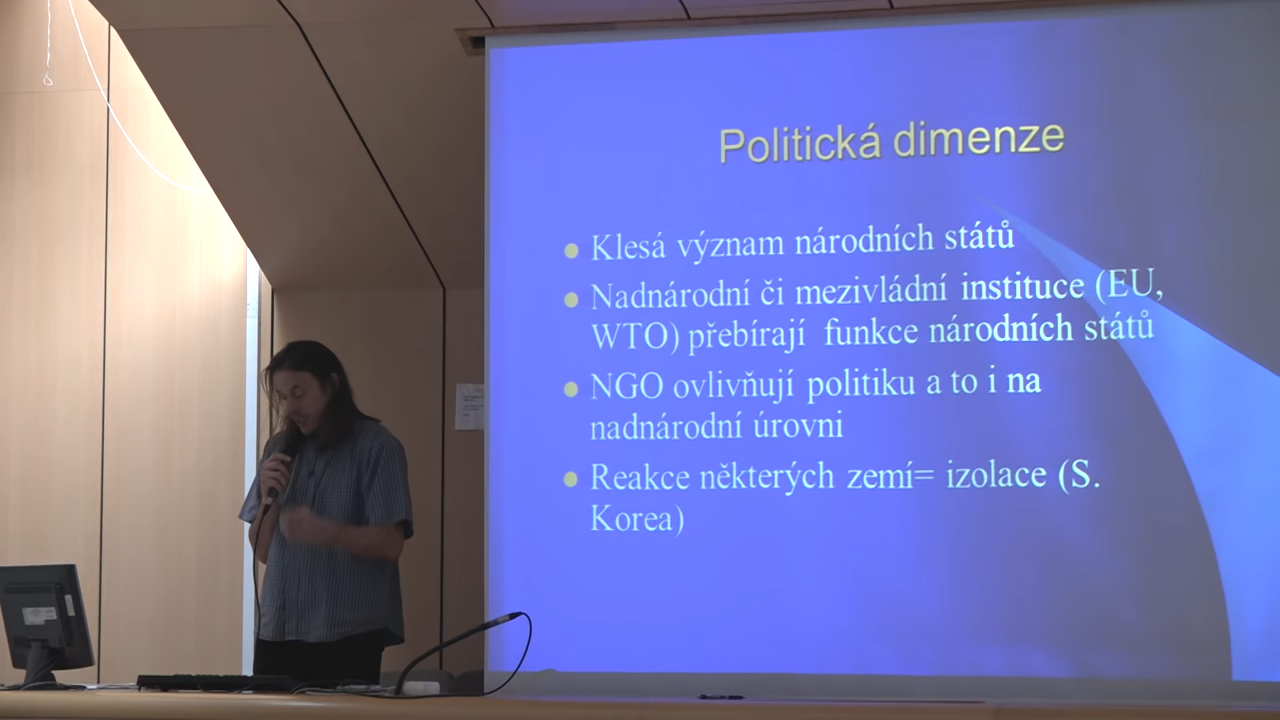 Politická dimenze
Klesá význam národních států
Nadnárodní či mezivládní instituce (EU,
WTO) přebírají funkce národních států
NGO ovlivňují politiku a to i na
nadnárodní úrovni
Reakce některých zemí= izolace (S.
Korea)